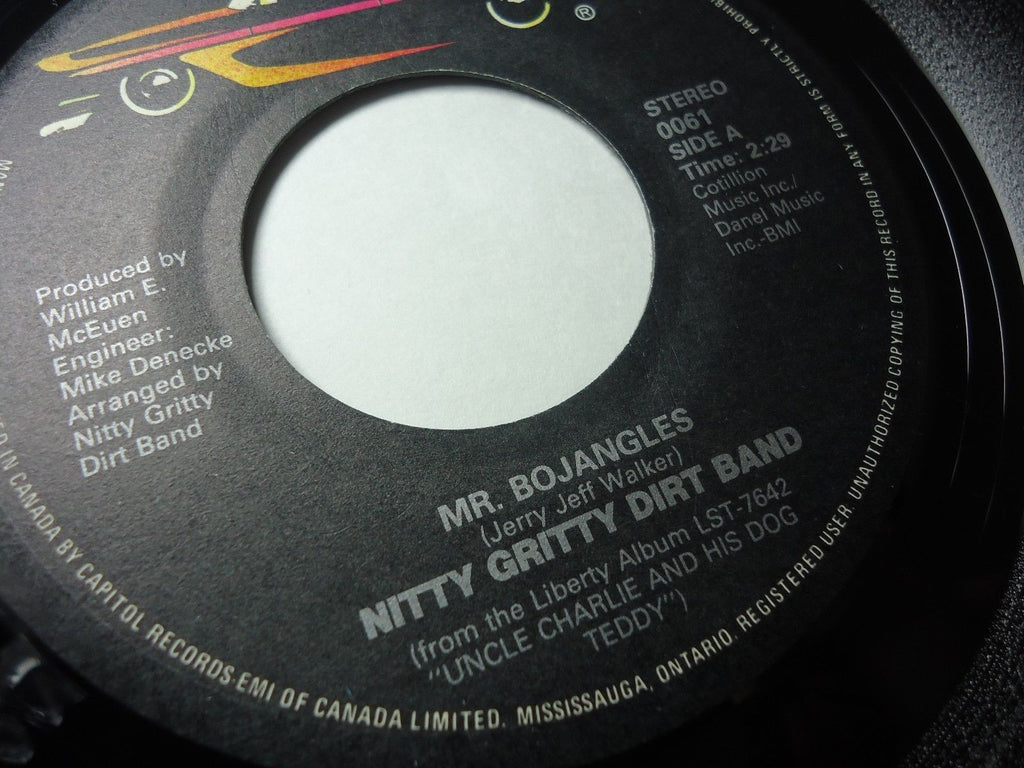 ®
STEREO
0061
SIDE A
Time: 2:29
Cotillion
Music Inc./
Danel Music
Inc.-BMI
Produced by
William E.
McEuen
Engineer:
Mike Denecke
Arranged by
Nitty Gritty
Dirt Band
MR. BOJANGLES
(Jerry Jeff Walker)
NITTY GRITTY DIRT BAND
(from the Liberty Album LST-7642
"UNCLE CHARLIE AND HIS DOG
TEDDY")
IN CANADA BY CAPITOL RECORDS-EMI OF CANADA LIMITED. MISSISSAUGA, ONTARIO. REGISTERED USER. UNAUTHORIZED COPYING OF THIS RECORD IN ANY FORM IS STRICTLY